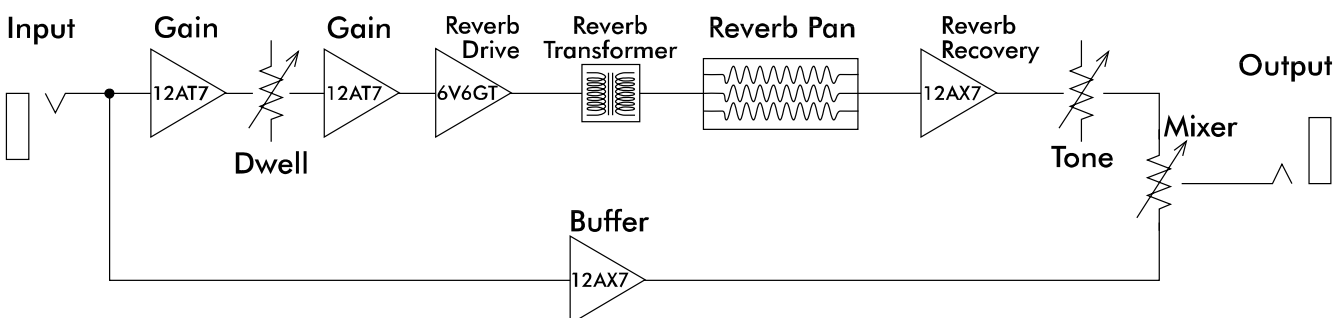 Input
Gain
12AT7
Dwell
Gain
12AT7
Reverb
Drive
6V6GT
Reverb
Transformer
Reverb Pan
Reverb
Recovery
12AX7
Tone
Mixer
Output
Buffer
12AX7